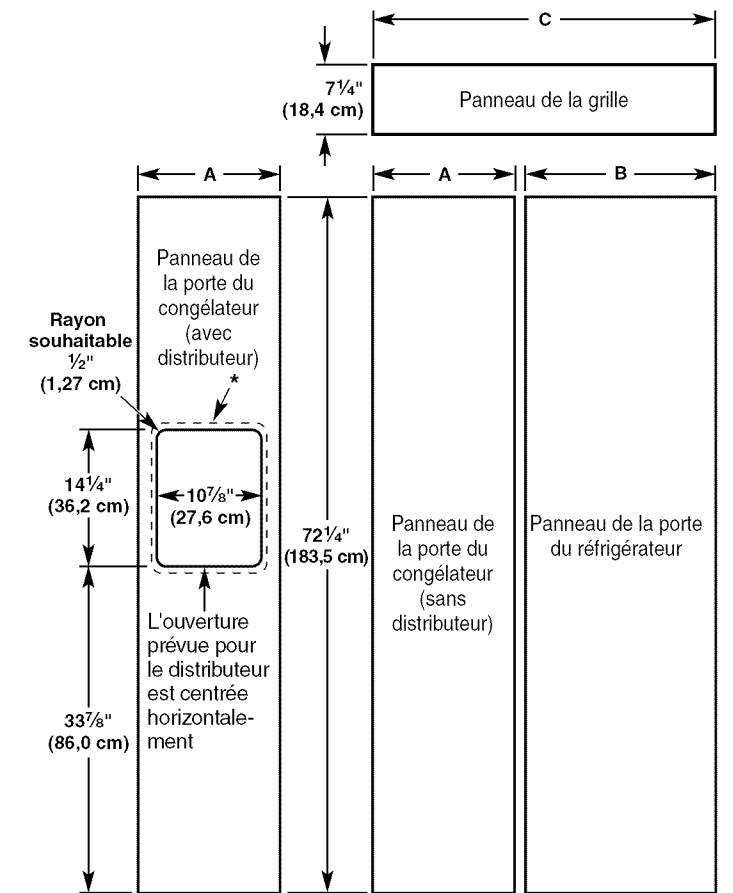 C
7¼"
(18,4 cm)
Panneau de la grille
A
A
B
Panneau de
la porte du
congélateur
(avec
distributeur)
*
Rayon
souhaitable
½"
(1,27 cm)
14¼"
(36,2 cm)
10⅞"
(27,6 cm)
72¼"
(183,5 cm)
Panneau de
la porte du
congélateur
(sans
distributeur)
Panneau de la porte
du réfrigérateur
L'ouverture
prévue pour
le distributeur
est centrée
horizontale-
ment
33⅞"
(86,0 cm)